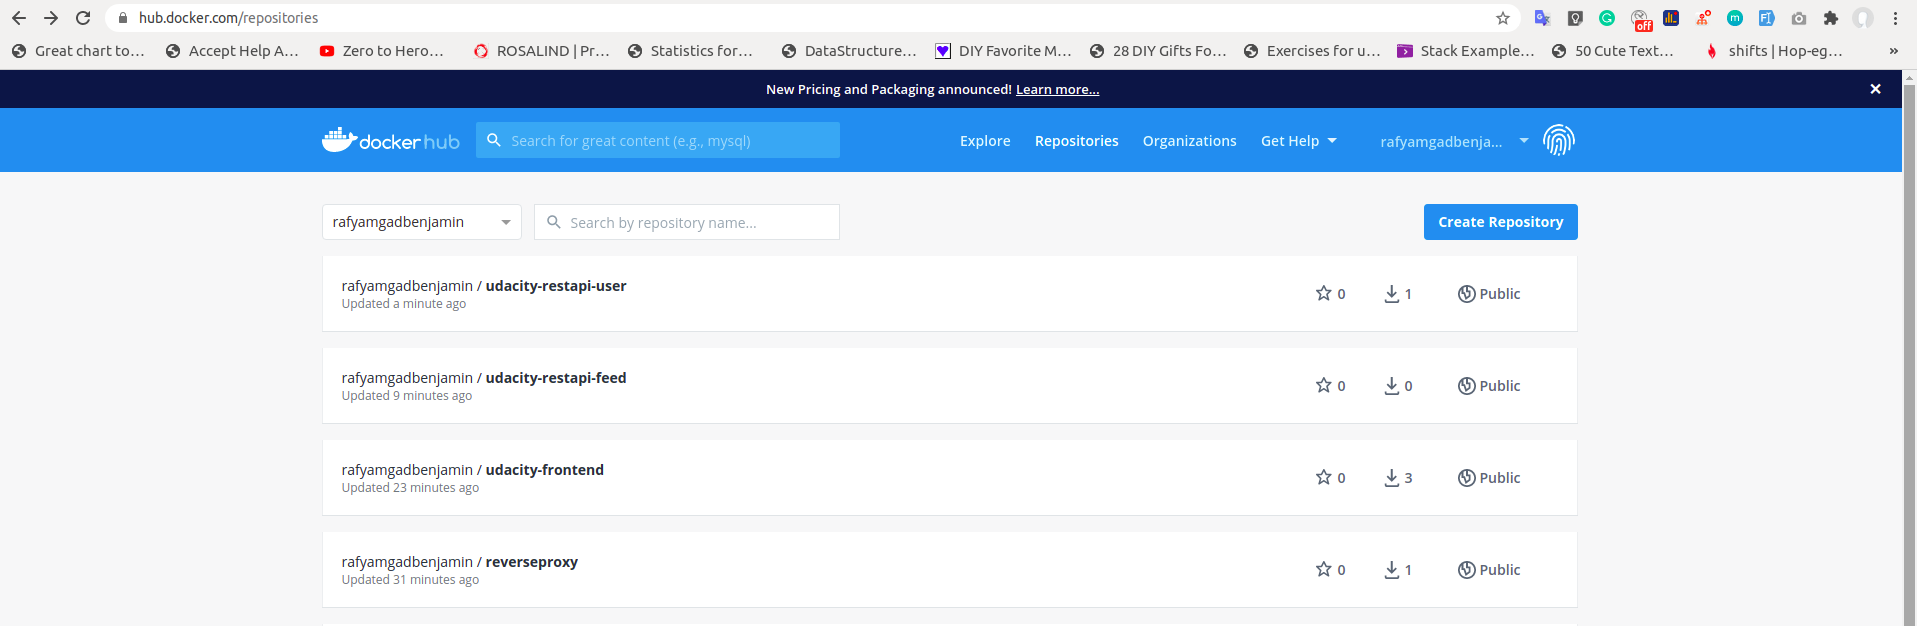 hub.docker.com/repositories
off
Great chart to... Accept Help A... Zero to Hero... ROSALIND | Pr... Statistics for... DataStructure... DIY Favorite M... 28 DIY Gifts Fo... Exercises for u... Stack Example... 50 Cute Text... shifts | Hop-eg... »
New Pricing and Packaging announced! Learn more...
docker hub Search for great content (e.g., mysql) Explore Repositories Organizations Get Help rafyamgadbenja...
rafyamgadbenjamin Search by repository name... Create Repository
rafyamgadbenjamin / udacity-restapi-user 0 1 Public
Updated a minute ago
rafyamgadbenjamin / udacity-restapi-feed 0 0 Public
Updated 9 minutes ago
rafyamgadbenjamin / udacity-frontend 0 3 Public
Updated 23 minutes ago
rafyamgadbenjamin / reverseproxy 0 1 Public
Updated 31 minutes ago